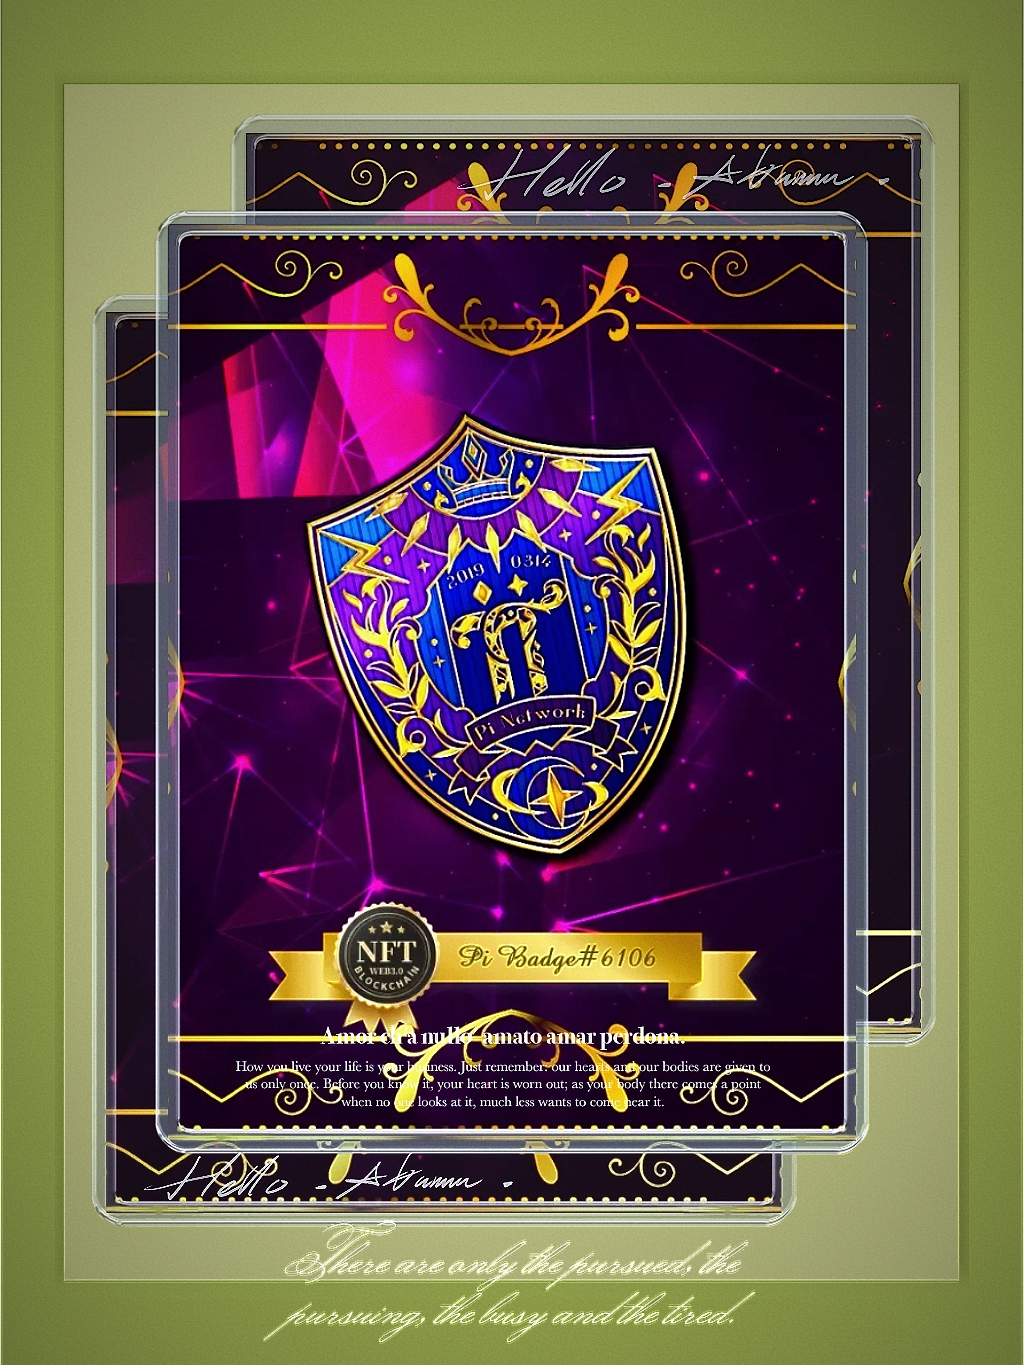 Hello - Autumn .
2019 0314
Pi Network
NFT
WEB3.0
BLOCKCHAIN
Pi Badge#6106
Amor ch'a nullo amato amar perdona.
How you live your life is your business. Just remember: our hearts and our bodies are given to
us only once. Before you know it, your heart is worn out; as your body there comes a point
when no one looks at it, much less wants to come near it.
Hello - Autumn .
There are only the pursued, the
pursuing, the busy and the tired.